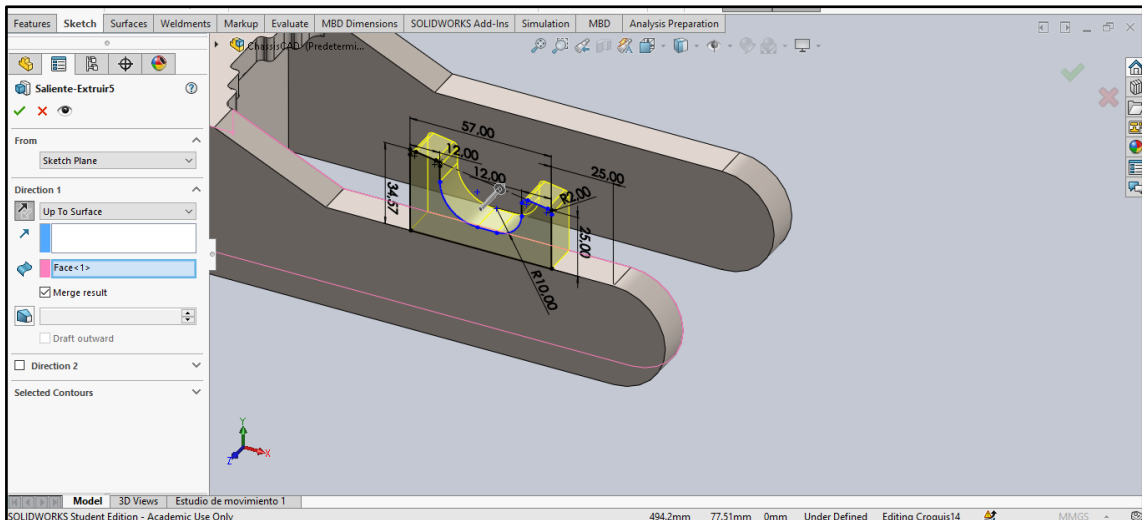 Features Sketch Surfaces Weldments Markup Evaluate MBD Dimensions SOLIDWORKS Add-Ins Simulation MBD Analysis Preparation
ChassisCAD (Predetermi...
Saliente-Extruir5
From
Sketch Plane
Direction 1
Up To Surface
Face<1>
Merge result
Draft outward
Direction 2
Selected Contours
57,00
12,00
12,00
25,00
34,57
R2,00
25,00
R10,00
Y
X
Z
Model 3D Views Estudio de movimiento 1
SOLIDWORKS Student Edition - Academic Use Only 494.2mm 77.51mm 0mm Under Defined Editing Croquis14 MMGS